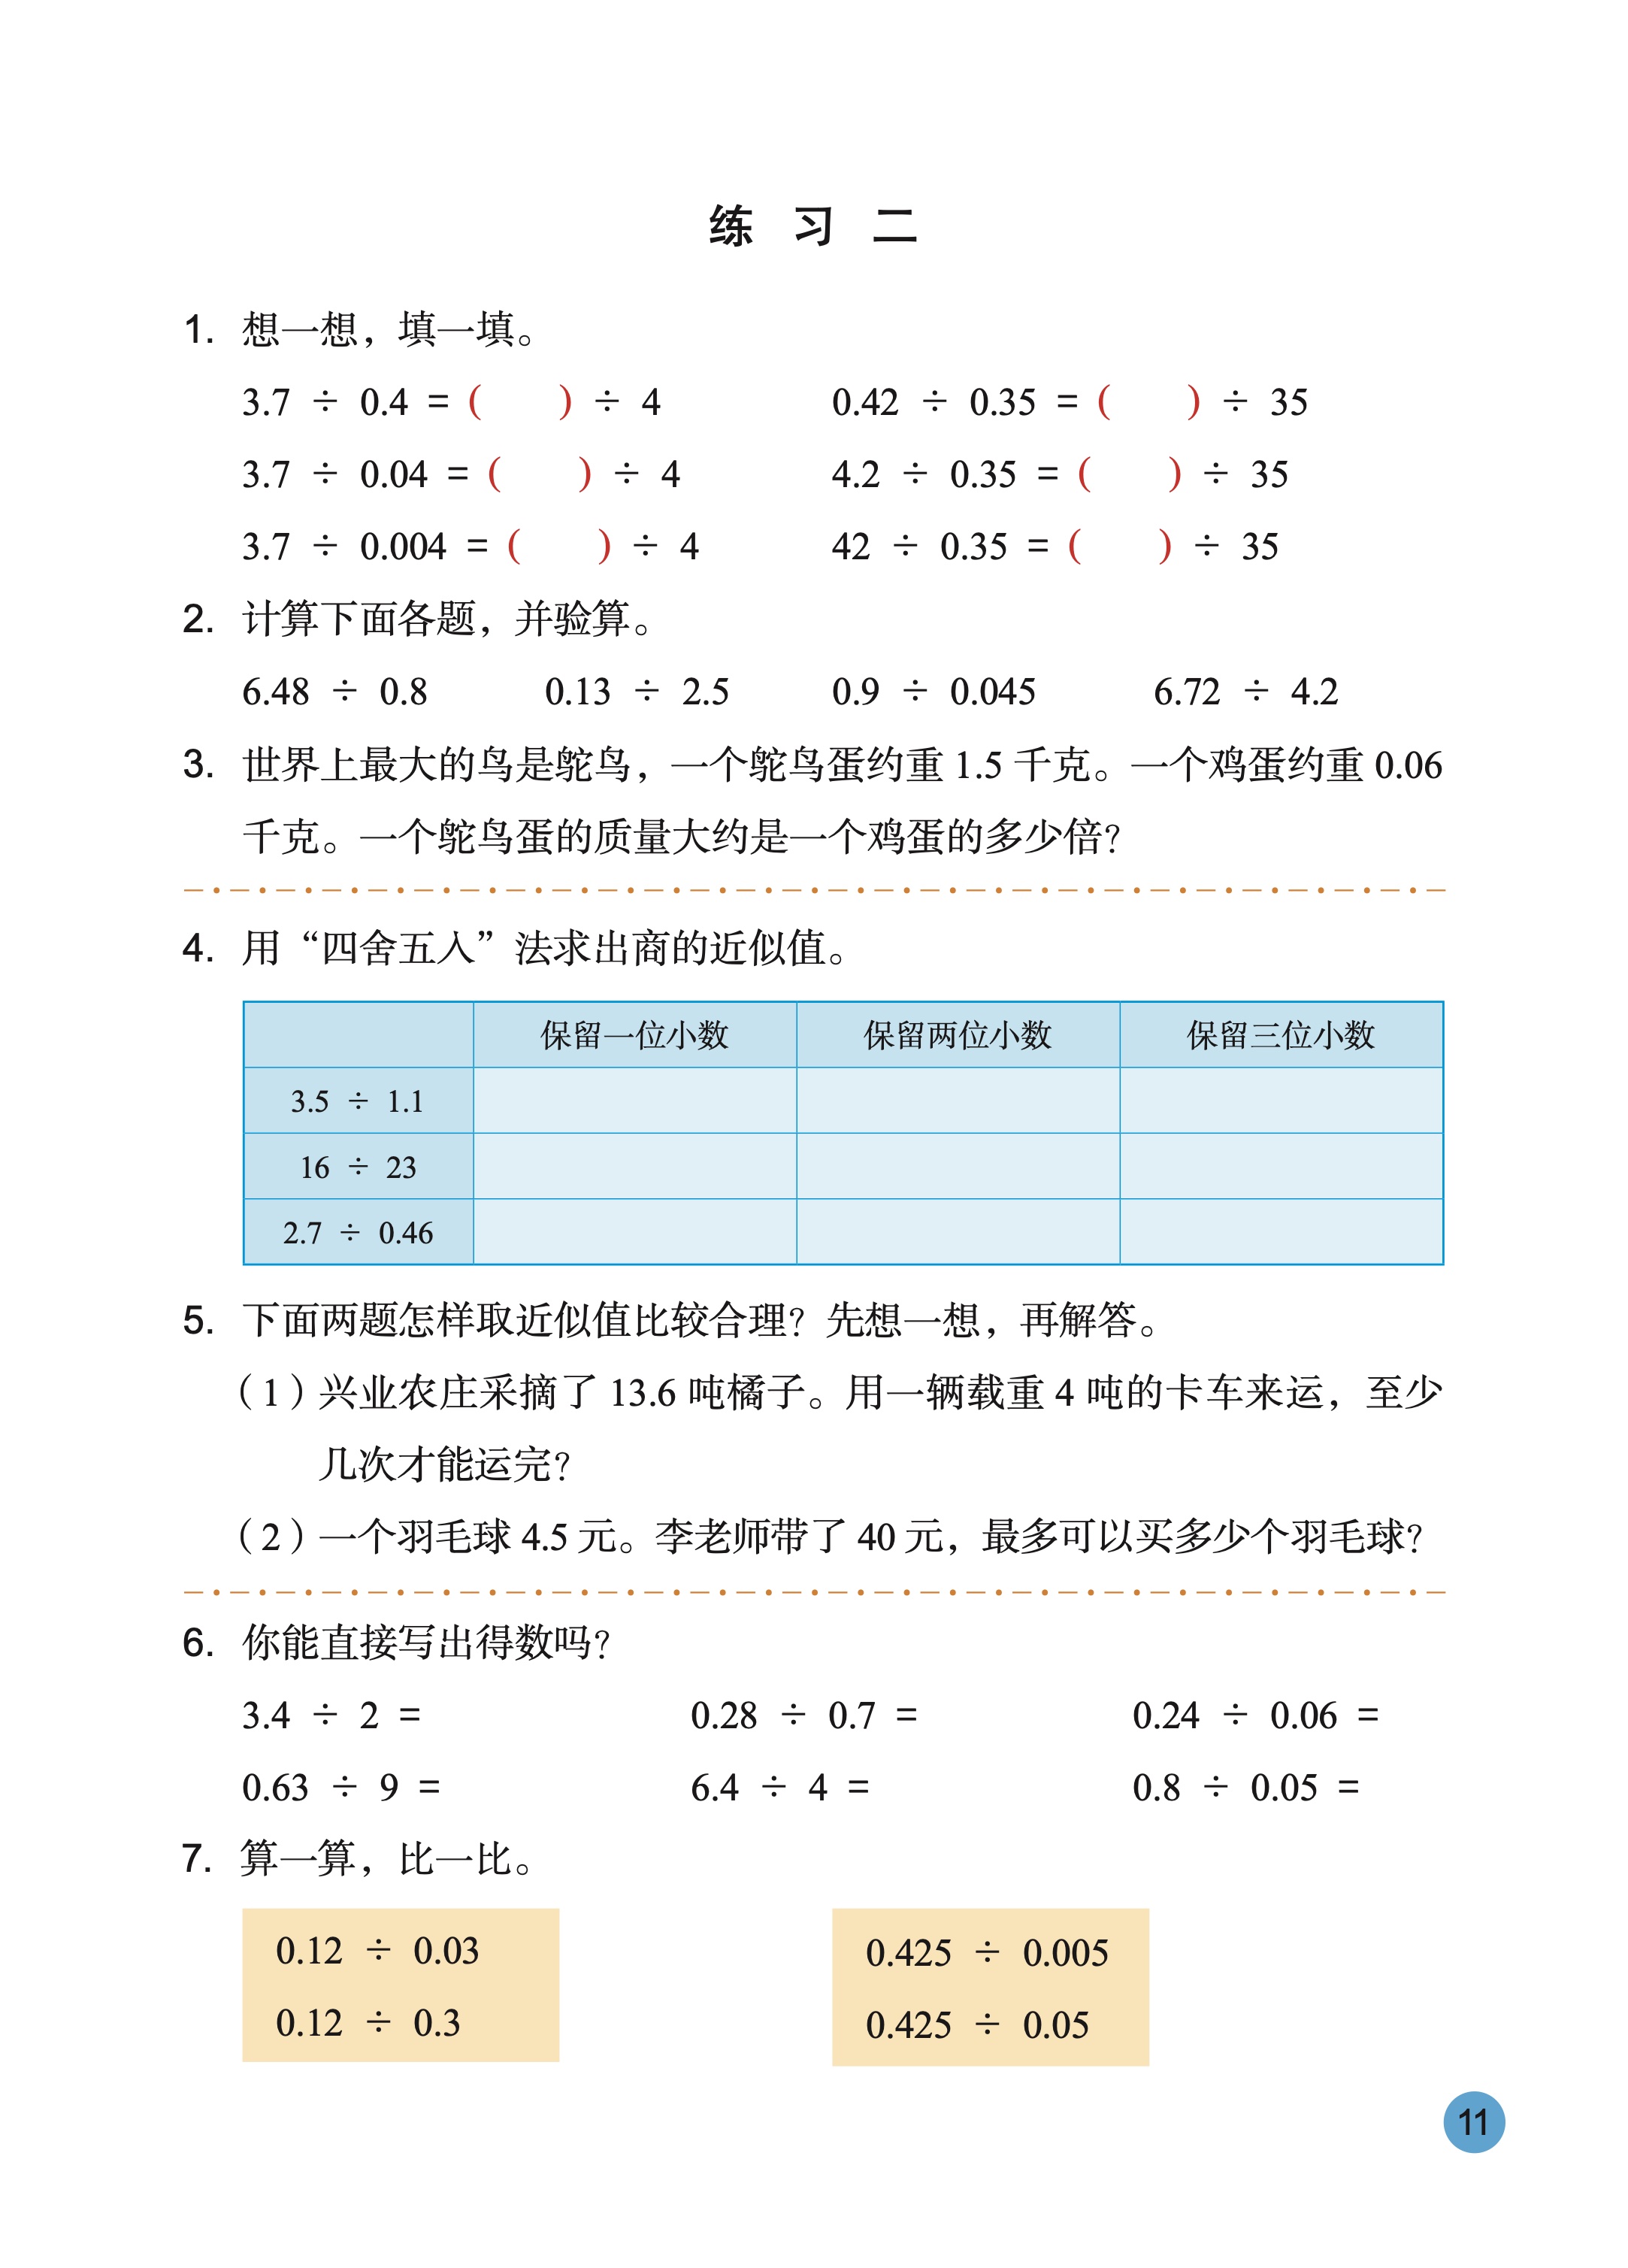 练 习 二
1. 想一想，填一填。
3.7 ÷ 0.4 = (    ) ÷ 4    0.42 ÷ 0.35 = (    ) ÷ 35
3.7 ÷ 0.04 = (    ) ÷ 4    4.2 ÷ 0.35 = (    ) ÷ 35
3.7 ÷ 0.004 = (    ) ÷ 4    42 ÷ 0.35 = (    ) ÷ 35
2. 计算下面各题，并验算。
6.48 ÷ 0.8    0.13 ÷ 2.5    0.9 ÷ 0.045    6.72 ÷ 4.2
3. 世界上最大的鸟是鸵鸟，一个鸵鸟蛋约重 1.5 千克。一个鸡蛋约重 0.06
千克。一个鸵鸟蛋的质量大约是一个鸡蛋的多少倍？
4. 用“四舍五入”法求出商的近似值。
保留一位小数    保留两位小数    保留三位小数
3.5 ÷ 1.1
16 ÷ 23
2.7 ÷ 0.46
5. 下面两题怎样取近似值比较合理？先想一想，再解答。
（1）兴业农庄采摘了 13.6 吨橘子。用一辆载重 4 吨的卡车来运，至少
几次才能运完？
（2）一个羽毛球 4.5 元。李老师带了 40 元，最多可以买多少个羽毛球？
6. 你能直接写出得数吗？
3.4 ÷ 2 =    0.28 ÷ 0.7 =    0.24 ÷ 0.06 =
0.63 ÷ 9 =    6.4 ÷ 4 =    0.8 ÷ 0.05 =
7. 算一算，比一比。
0.12 ÷ 0.03    0.425 ÷ 0.005
0.12 ÷ 0.3    0.425 ÷ 0.05
11